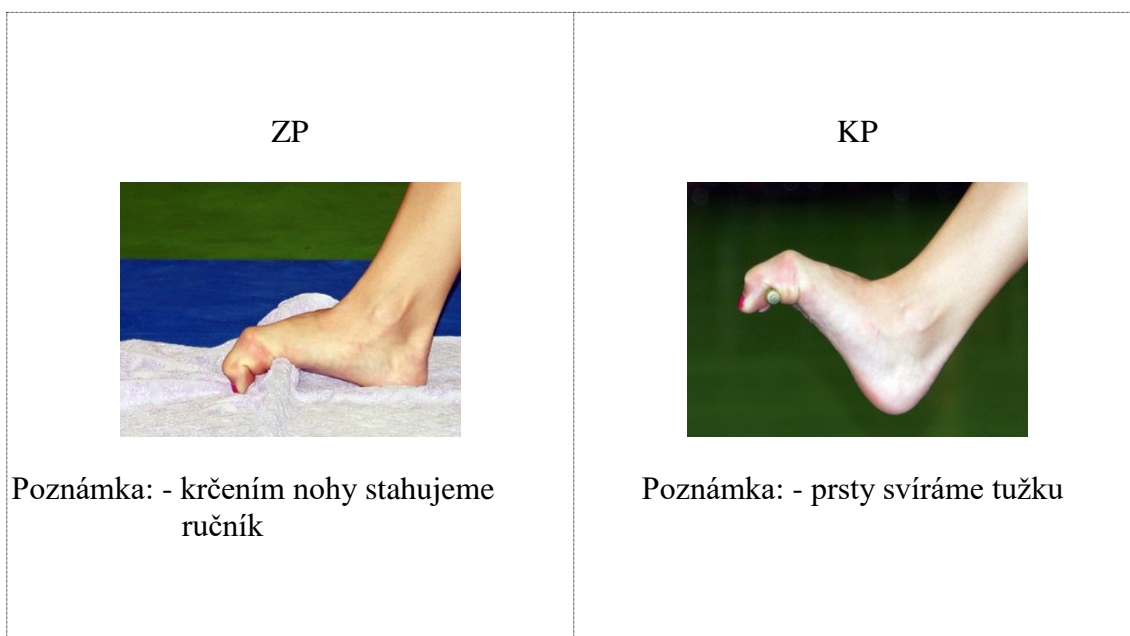 ZP
KP
Poznámka: - krčením nohy stahujeme
ručník
Poznámka: - prsty svíráme tužku